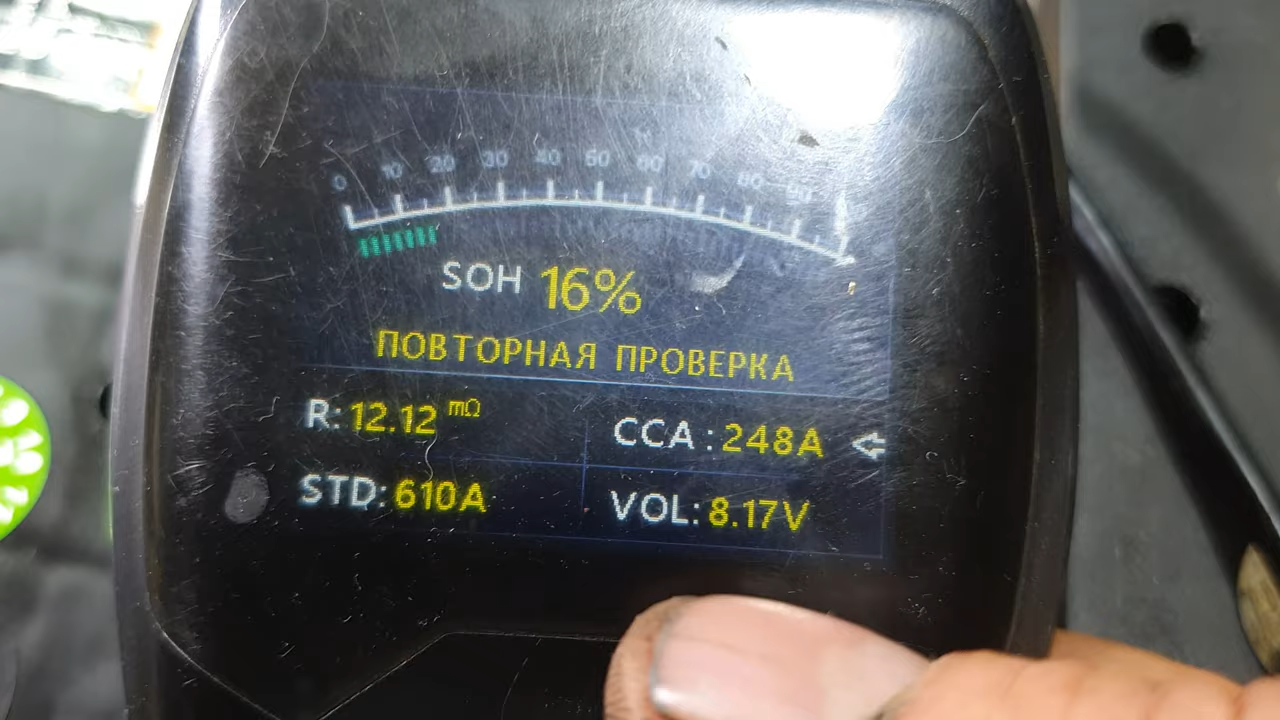 0 10 20 30 40 50 60 70 80 90
SOH 16%
ПОВТОРНАЯ ПРОВЕРКА
R: 12.12 mΩ
CCA : 248A
STD: 610A
VOL: 8.17V